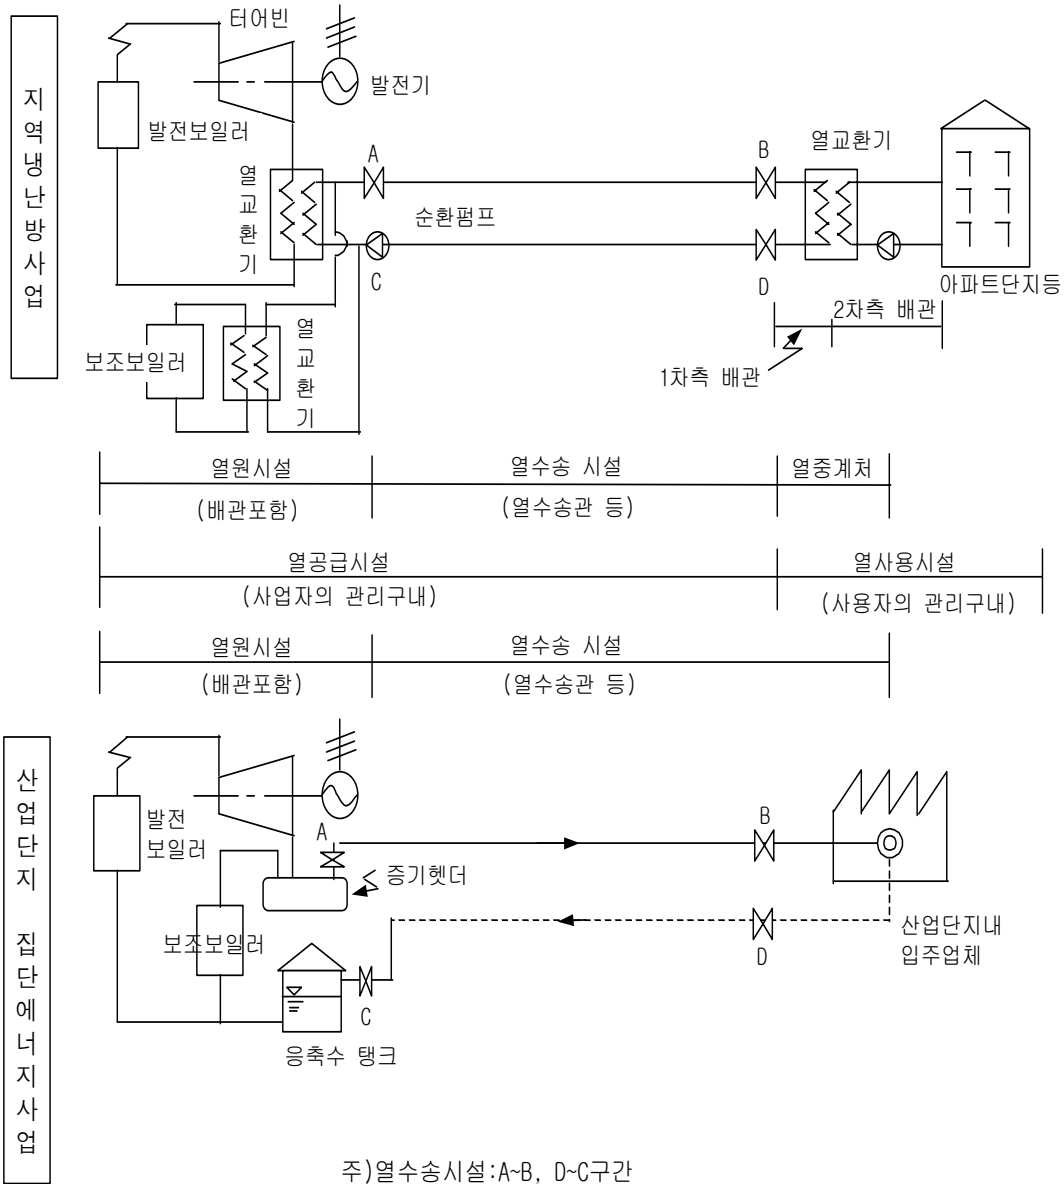 지역냉난방사업
터어빈
발전기
발전보일러
열교환기
A
B
열교환기
순환펌프
C
D
아파트단지등
2차측 배관
1차측 배관
보조보일러
열교환기
열원시설
(배관포함)
열수송 시설
(열수송관 등)
열중계처
열공급시설
(사업자의 관리구내)
열사용시설
(사용자의 관리구내)
열원시설
(배관포함)
열수송 시설
(열수송관 등)
산업단지 집단에너지사업
발전
보일러
A
B
증기헷더
보조보일러
D
산업단지내
입주업체
C
응축수 탱크
주)열수송시설:A~B, D~C구간